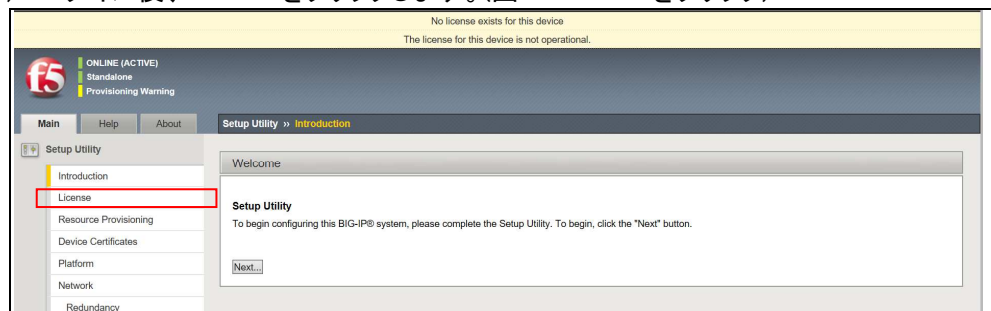 No license exists for this device
The license for this device is not operational.
f5
ONLINE (ACTIVE)
Standalone
Provisioning Warning
Main
Help
About
Setup Utility » Introduction
Setup Utility
Introduction
License
Resource Provisioning
Device Certificates
Platform
Network
Redundancy
Welcome
Setup Utility
To begin configuring this BIG-IP® system, please complete the Setup Utility. To begin, click the "Next" button.
Next...